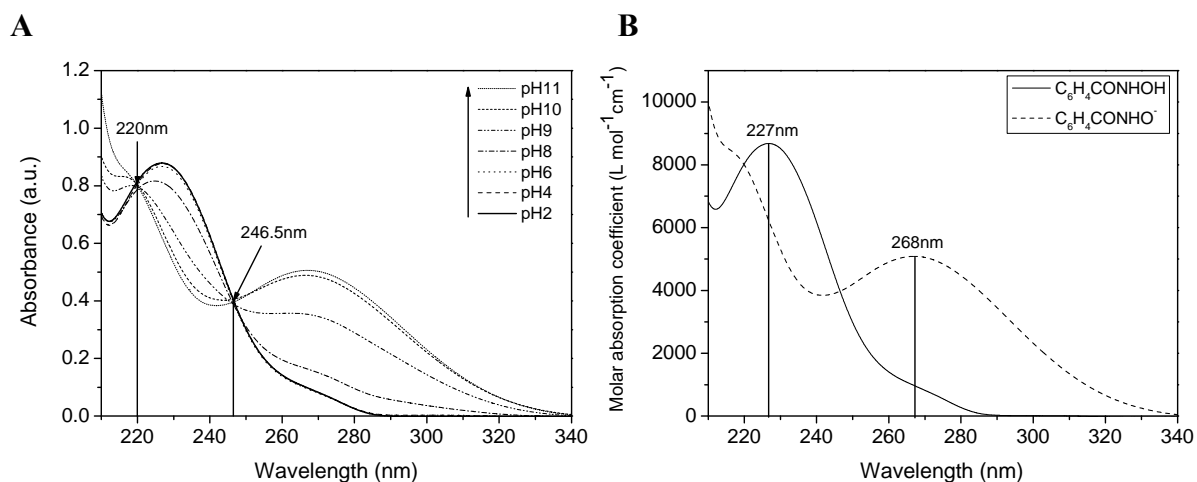 A
1.2
1.0
0.8
0.6
0.4
0.2
0.0
Absorbance (a.u.)
220nm
246.5nm
pH11
pH10
pH9
pH8
pH6
pH4
pH2
220 240 260 280 300 320 340
Wavelength (nm)
B
10000
8000
6000
4000
2000
0
Molar absorption coefficient (L mol⁻¹cm⁻¹)
227nm
268nm
C₆H₄CONHOH
C₆H₄CONHO⁻
220 240 260 280 300 320 340
Wavelength (nm)